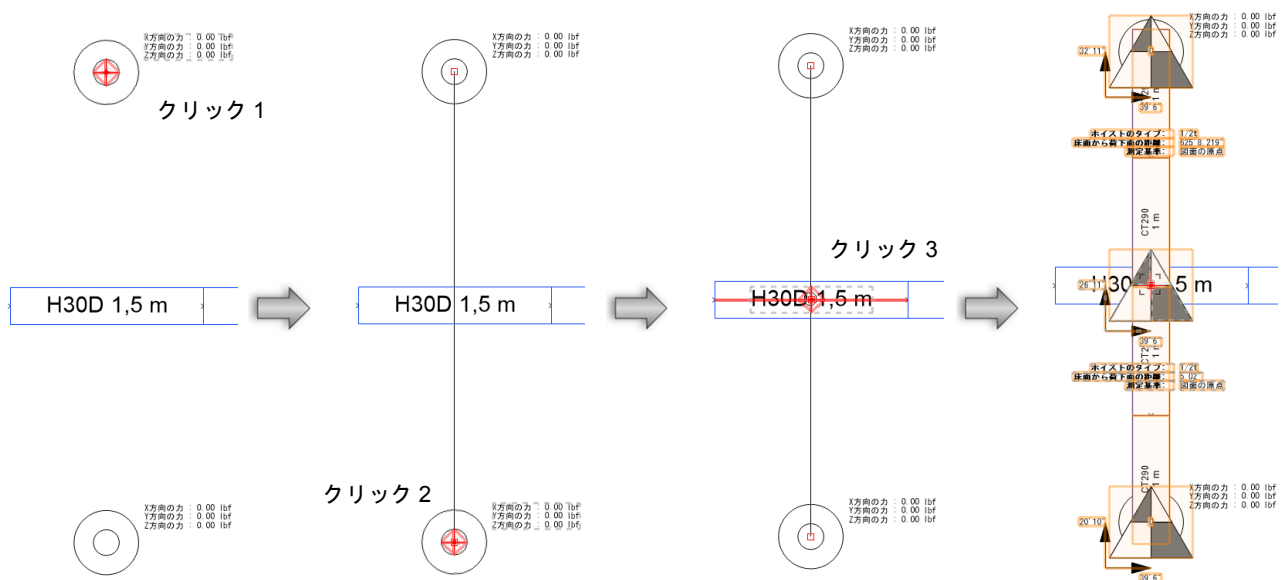 X方向の力 : 0.00 lbf
Y方向の力 : 0.00 lbf
Z方向の力 : 0.00 lbf
クリック 1
H30D 1,5 m
X方向の力 : 0.00 lbf
Y方向の力 : 0.00 lbf
Z方向の力 : 0.00 lbf
X方向の力 : 0.00 lbf
Y方向の力 : 0.00 lbf
Z方向の力 : 0.00 lbf
H30D 1,5 m
クリック 2
X方向の力 : 0.00 lbf
Y方向の力 : 0.00 lbf
Z方向の力 : 0.00 lbf
X方向の力 : 0.00 lbf
Y方向の力 : 0.00 lbf
Z方向の力 : 0.00 lbf
クリック 3
H30D 1,5 m
X方向の力 : 0.00 lbf
Y方向の力 : 0.00 lbf
Z方向の力 : 0.00 lbf
X方向の力 : 0.00 lbf
Y方向の力 : 0.00 lbf
Z方向の力 : 0.00 lbf
32'11"
39'6"
ホイストのタイプ: 1/2t
床面から荷下面の距離: 625'8.219"
測定基準: 図面の原点
CT290
1 m
5 m
26'11"
39'6"
ホイストのタイプ: 1/2t
床面から荷下面の距離:
測定基準: 図面の原点
CT290
1 m
X方向の力 : 0.00 lbf
Y方向の力 : 0.00 lbf
Z方向の力 : 0.00 lbf
20'10"
39'6"